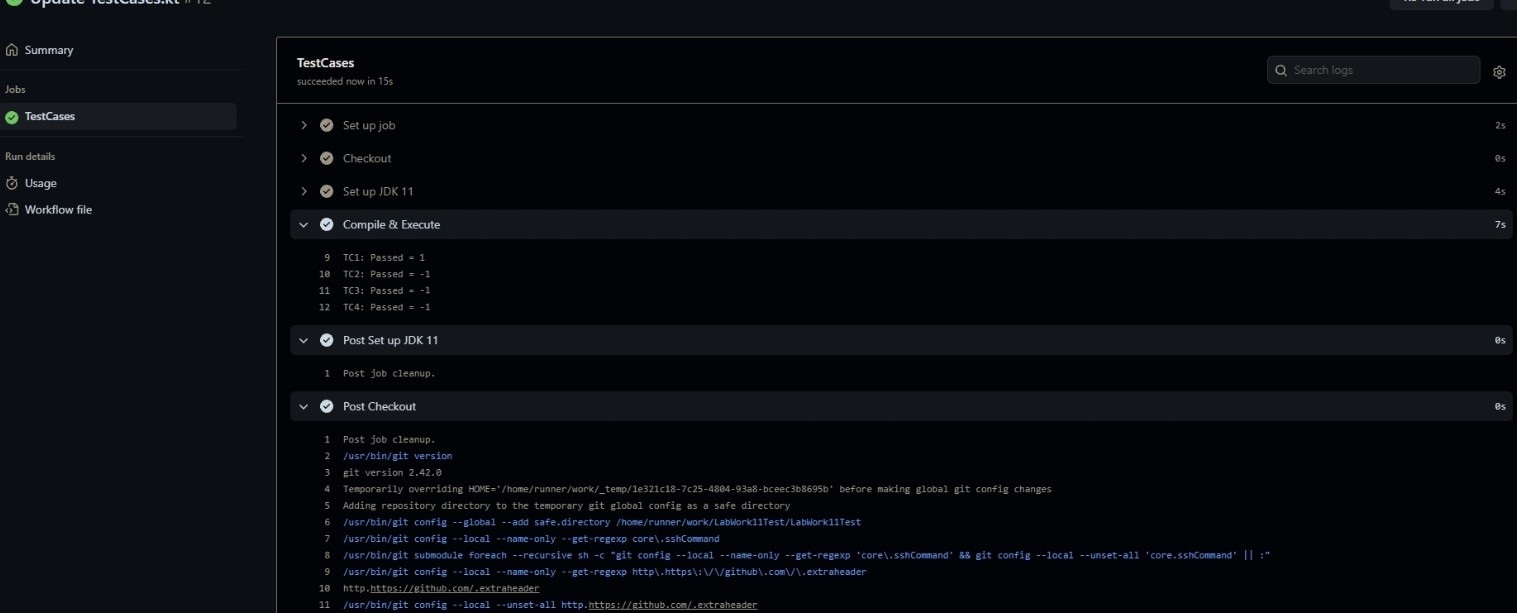 Update TestCases.kt #12
Re-run all jobs
Summary
Jobs
TestCases
Run details
Usage
Workflow file
TestCases
succeeded now in 15s
Search logs
Set up job 2s
Checkout 0s
Set up JDK 11 4s
Compile & Execute 7s
9 TC1: Passed = 1
10 TC2: Passed = -1
11 TC3: Passed = -1
12 TC4: Passed = -1
Post Set up JDK 11 0s
1 Post job cleanup.
Post Checkout 0s
1 Post job cleanup.
2 /usr/bin/git version
3 git version 2.42.0
4 Temporarily overriding HOME='/home/runner/work/_temp/1e321c18-7c25-4804-93a8-bceec3b8695b' before making global git config changes
5 Adding repository directory to the temporary git global config as a safe directory
6 /usr/bin/git config --global --add safe.directory /home/runner/work/LabWork11Test/LabWork11Test
7 /usr/bin/git config --local --name-only --get-regexp core\.sshCommand
8 /usr/bin/git submodule foreach --recursive sh -c "git config --local --name-only --get-regexp 'core\.sshCommand' && git config --local --unset-all 'core.sshCommand' || :"
9 /usr/bin/git config --local --name-only --get-regexp http\.https\:\/\/github\.com\/\.extraheader
10 http.https://github.com/.extraheader
11 /usr/bin/git config --local --unset-all http.https://github.com/.extraheader